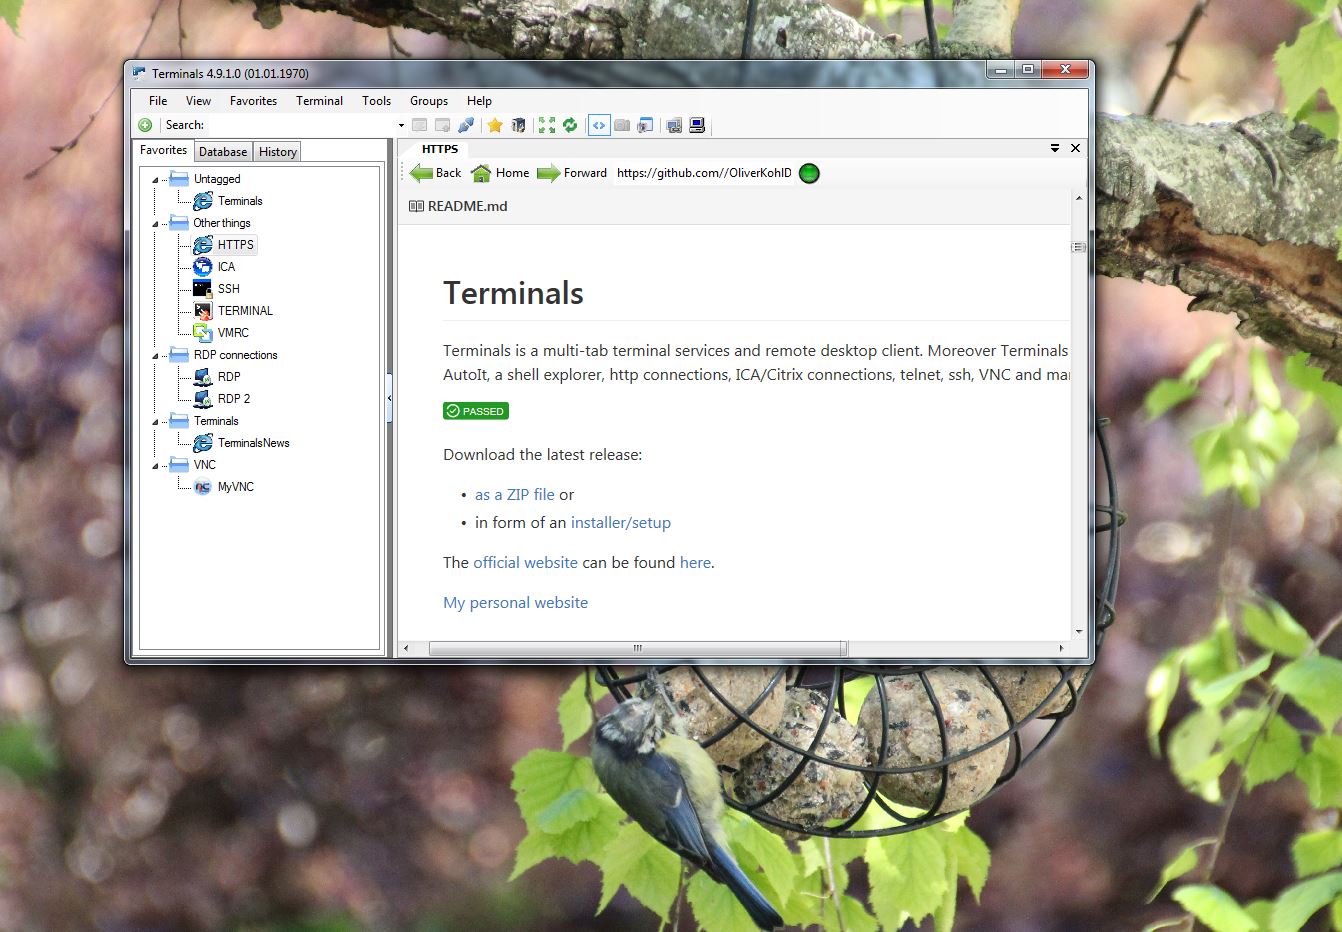 Terminals 4.9.1.0 (01.01.1970)
File View Favorites Terminal Tools Groups Help
Search:
Favorites Database History
Untagged
Terminals
Other things
HTTPS
ICA
SSH
TERMINAL
VMRC
RDP connections
RDP
RDP 2
Terminals
TerminalsNews
VNC
MyVNC
HTTPS
Back Home Forward https://github.com//OliverKohlD
README.md
Terminals
Terminals is a multi-tab terminal services and remote desktop client. Moreover Terminals
AutoIt, a shell explorer, http connections, ICA/Citrix connections, telnet, ssh, VNC and
PASSED
Download the latest release:
• as a ZIP file or
• in form of an installer/setup
The official website can be found here.
My personal website